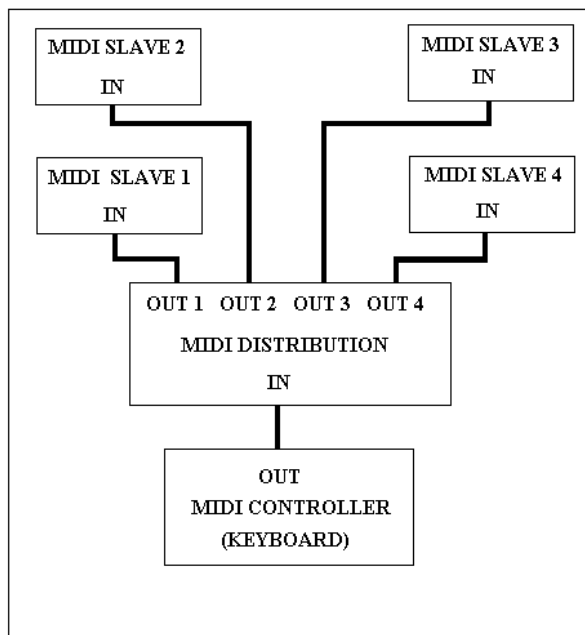 MIDI SLAVE 2
IN
MIDI SLAVE 3
IN
MIDI SLAVE 1
IN
MIDI SLAVE 4
IN
OUT 1 OUT 2 OUT 3 OUT 4
MIDI DISTRIBUTION
IN
OUT
MIDI CONTROLLER
(KEYBOARD)